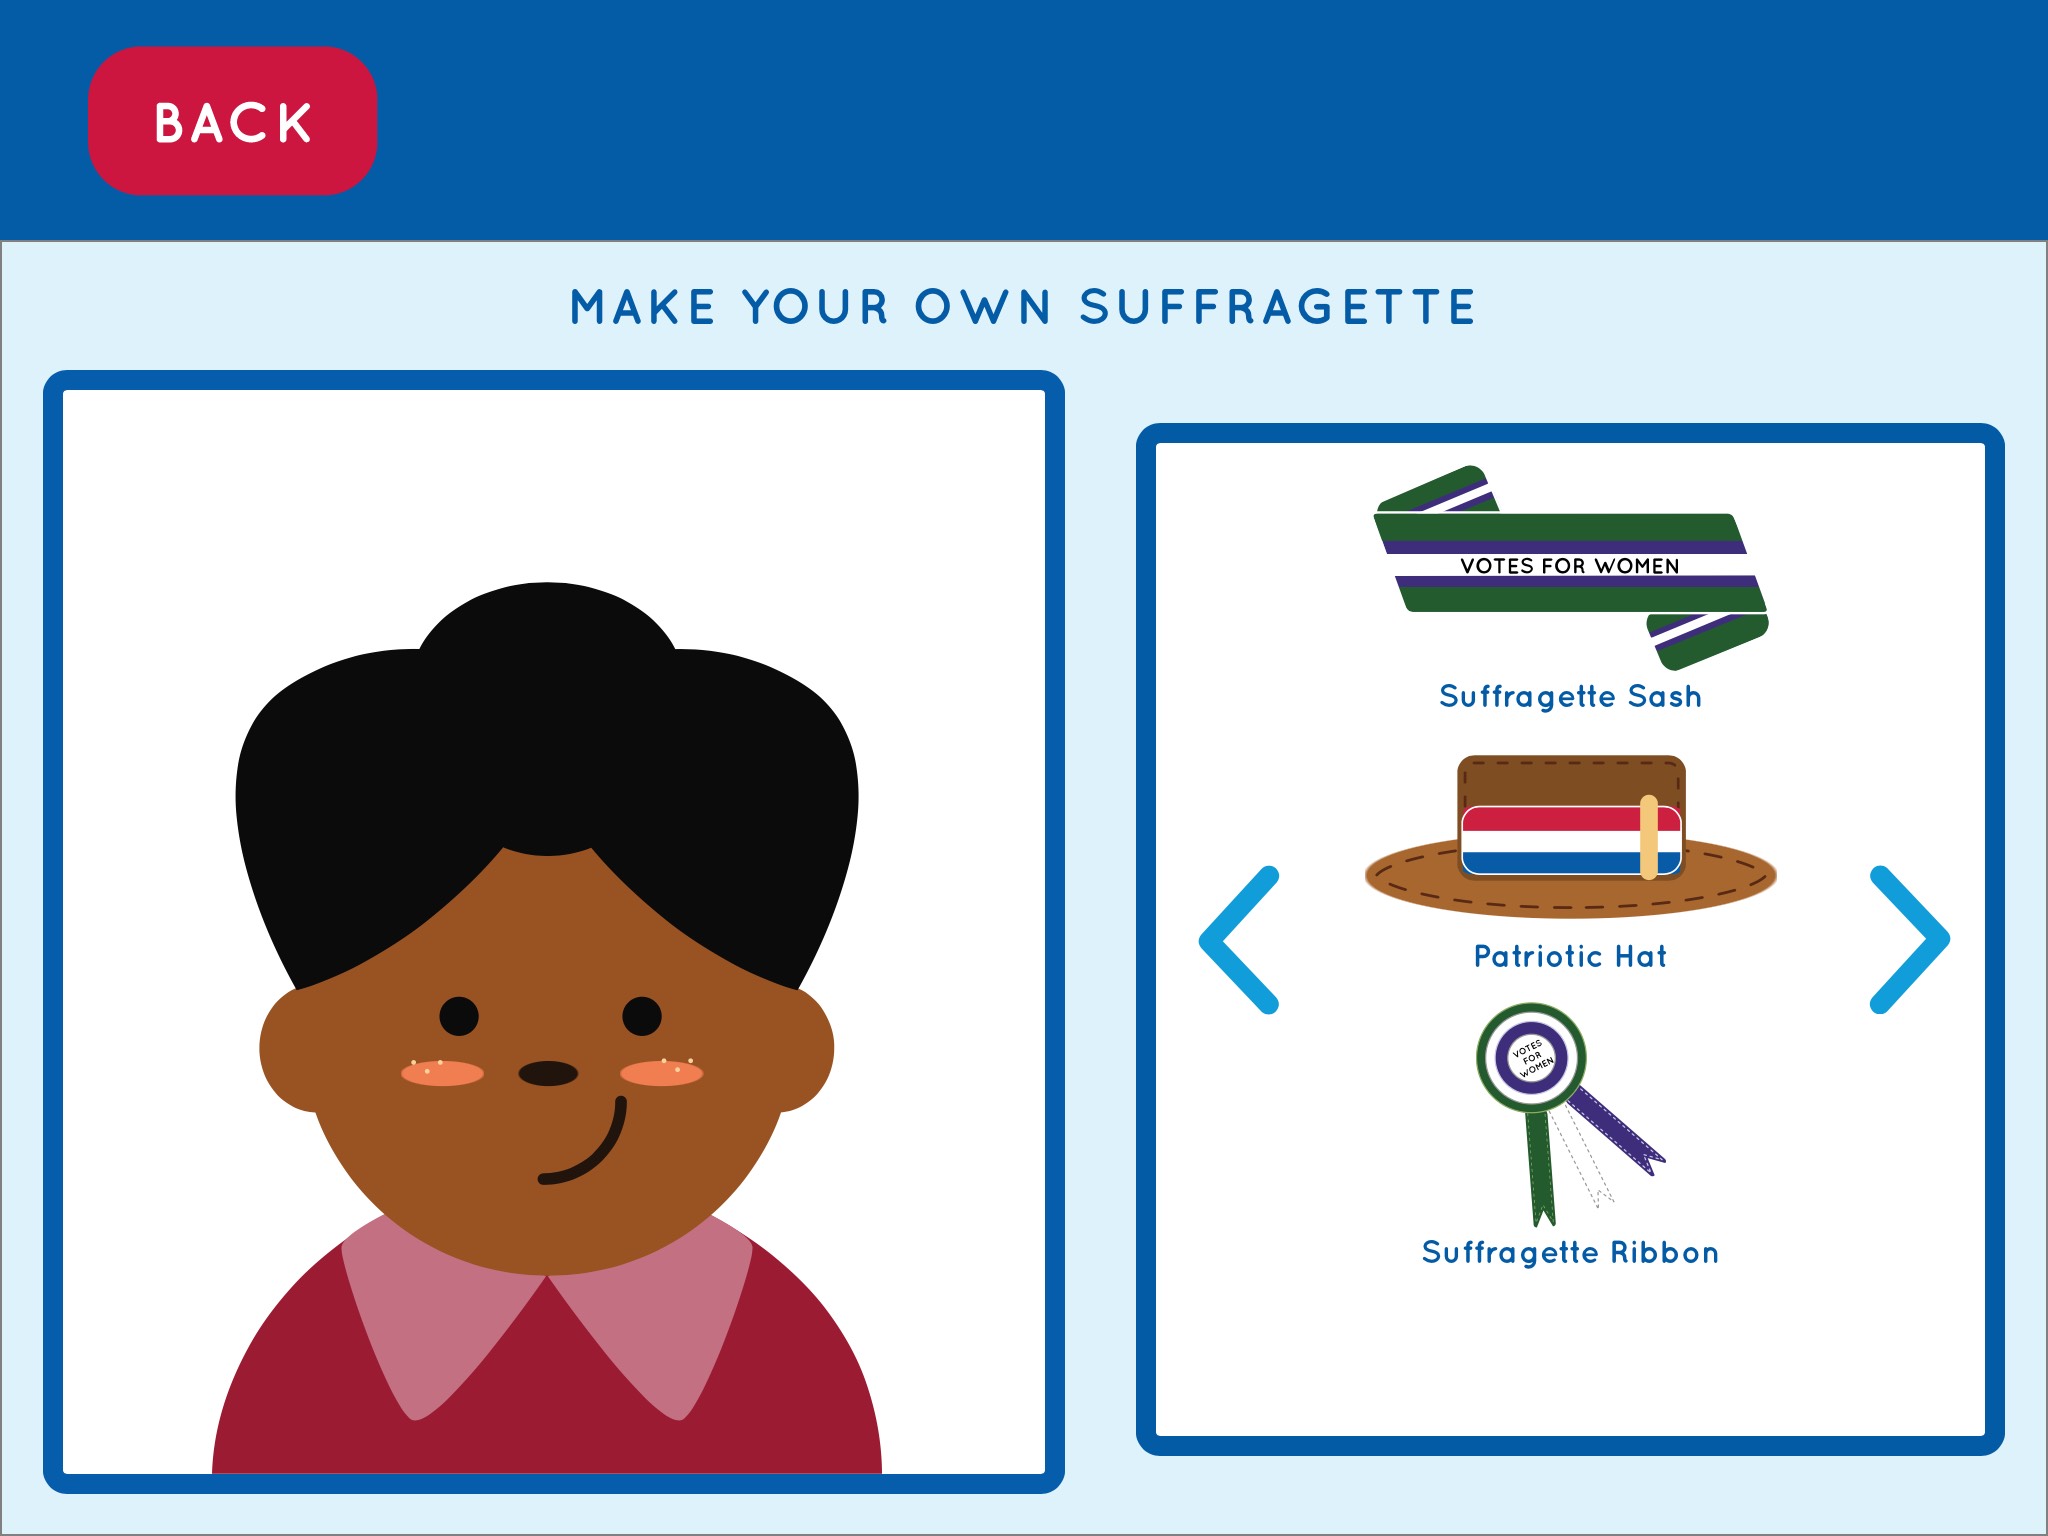 BACK
MAKE YOUR OWN SUFFRAGETTE
VOTES FOR WOMEN
Suffragette Sash
Patriotic Hat
VOTES
FOR
WOMEN
Suffragette Ribbon